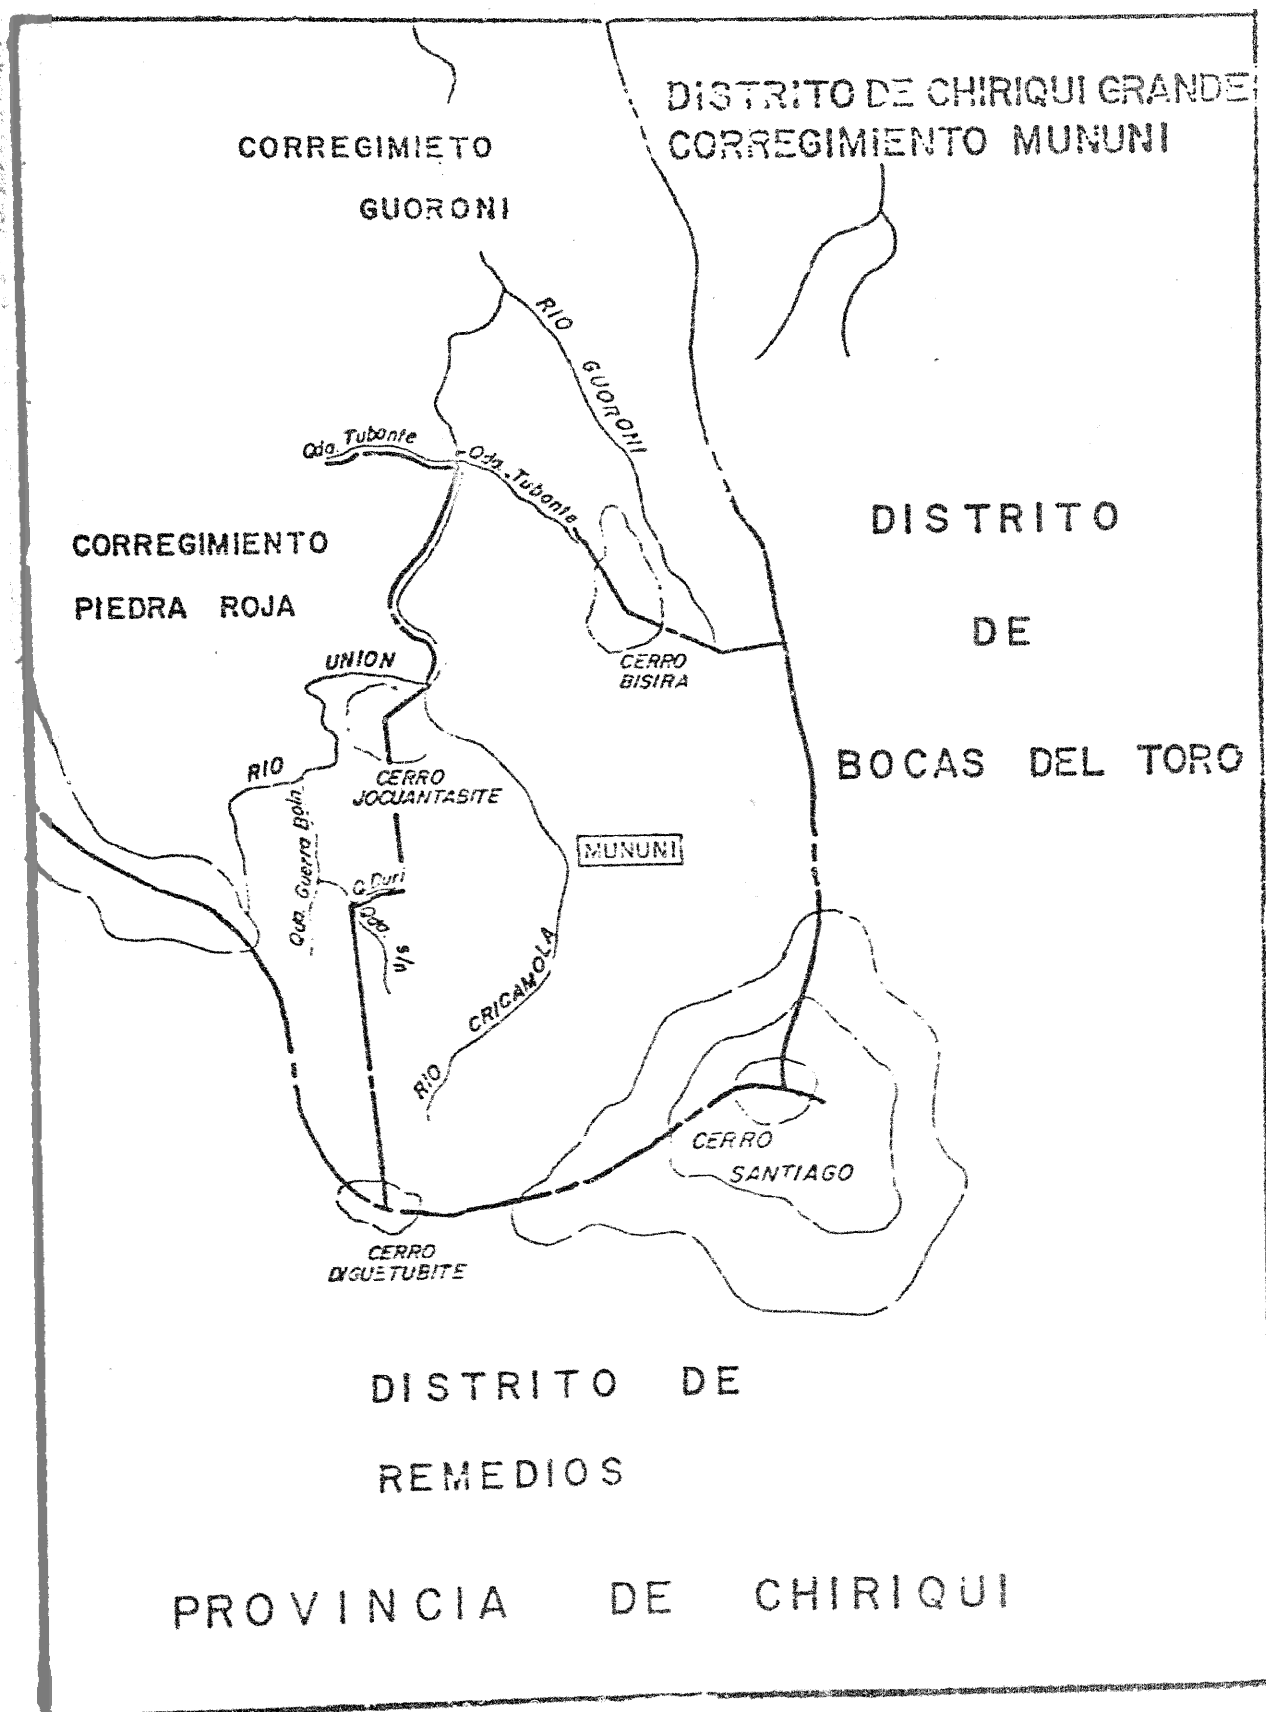 DISTRITO DE CHIRIQUI GRANDE
CORREGIMIENTO MUNUNI
CORREGIMIETO
GUORONI
RIO GUORONI
Qda. Tubante
Qda. Tubante
DISTRITO
DE
BOCAS DEL TORO
CORREGIMIENTO
PIEDRA ROJA
CERRO
BISIRA
UNION
RIO
CERRO
JOCUANTABITE
MUNUNI
Qda. Guerra
Q. Duri
Qda. s/n
RIO CRICAMOLA
CERRO
SANTIAGO
CERRO
DIGUETUBITE
DISTRITO DE
REMEDIOS
PROVINCIA DE CHIRIQUI